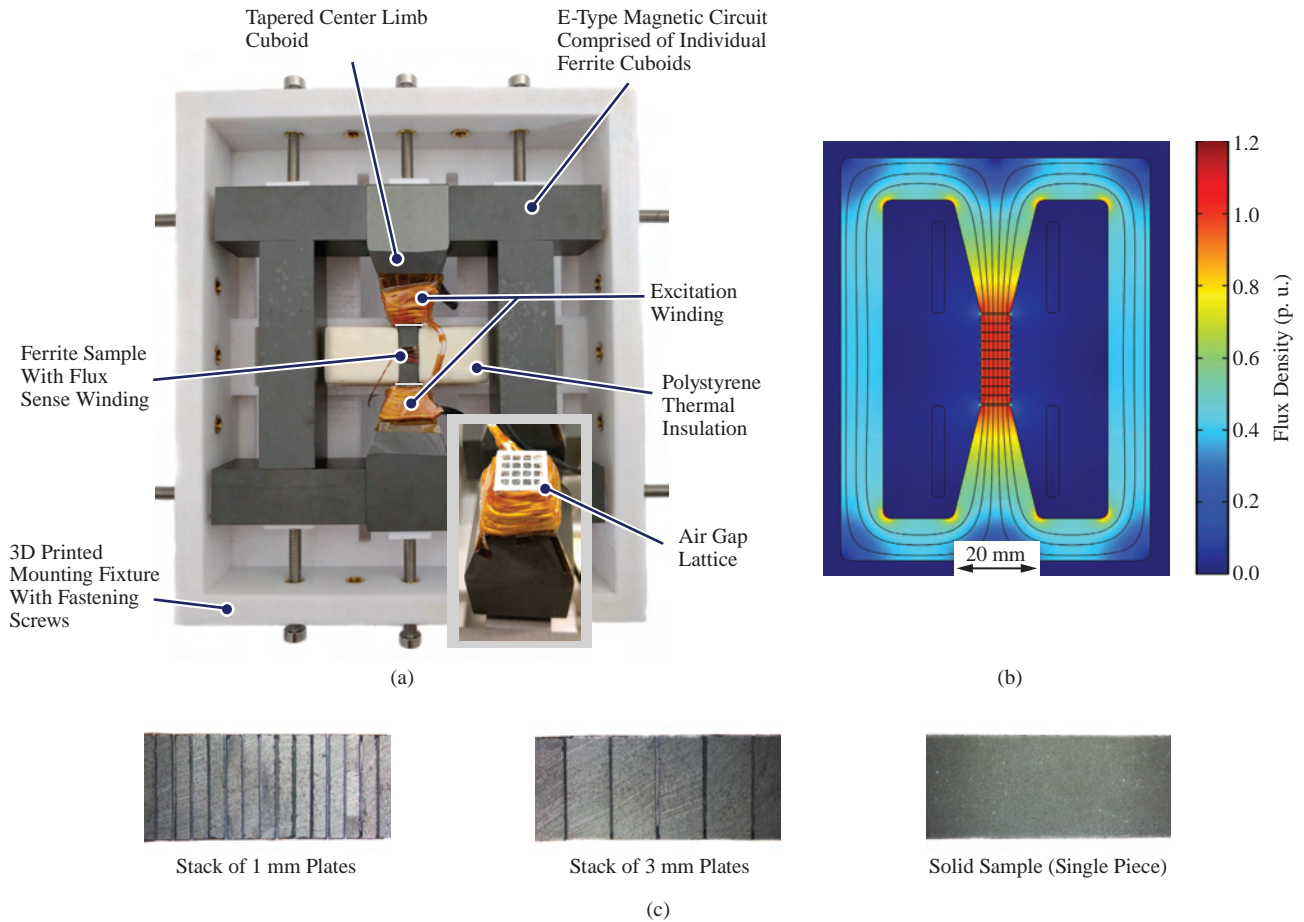 Tapered Center Limb
Cuboid
E-Type Magnetic Circuit
Comprised of Individual
Ferrite Cuboids
Excitation
Winding
Ferrite Sample
With Flux
Sense Winding
Polystyrene
Thermal
Insulation
Air Gap
Lattice
3D Printed
Mounting Fixture
With Fastening
Screws
(a)
1.2
1.0
0.8
0.6
0.4
0.2
0.0
Flux Density (p. u.)
20 mm
(b)
Stack of 1 mm Plates
Stack of 3 mm Plates
Solid Sample (Single Piece)
(c)